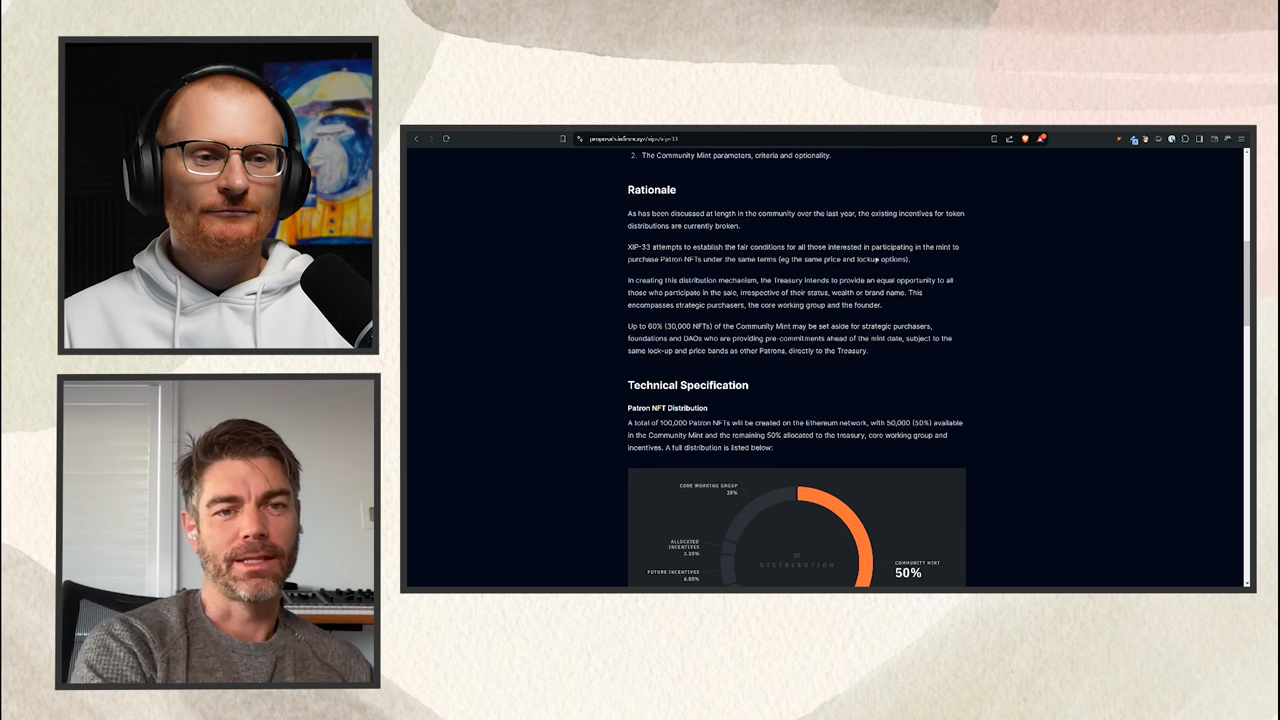 proposals.infinex.xyz/xips/xip-33
2. The Community Mint parameters, criteria and optionality.
Rationale
As has been discussed at length in the community over the last year, the existing incentives for token
distributions are currently broken.
XIP-33 attempts to establish the fair conditions for all those interested in participating in the mint to
purchase Patron NFTs under the same terms (eg the same price and lockup options).
In creating this distribution mechanism, the Treasury intends to provide an equal opportunity to all
those who participate in the sale, irrespective of their status, wealth or brand name. This
encompasses strategic purchasers, the core working group and the founder.
Up to 60% (30,000 NFTs) of the Community Mint may be set aside for strategic purchasers,
foundations and DAOs who are providing pre-commitments ahead of the mint date, subject to the
same lock-up and price bands as other Patrons, directly to the Treasury.
Technical Specification
Patron NFT Distribution
A total of 100,000 Patron NFTs will be created on the Ethereum network, with 50,000 (50%) available
in the Community Mint and the remaining 50% allocated to the treasury, core working group and
incentives. A full distribution is listed below:
CORE WORKING GROUP
20%
ALLOCATED
INCENTIVES
3.35%
DISTRIBUTION
COMMUNITY MINT
50%
FUTURE INCENTIVES